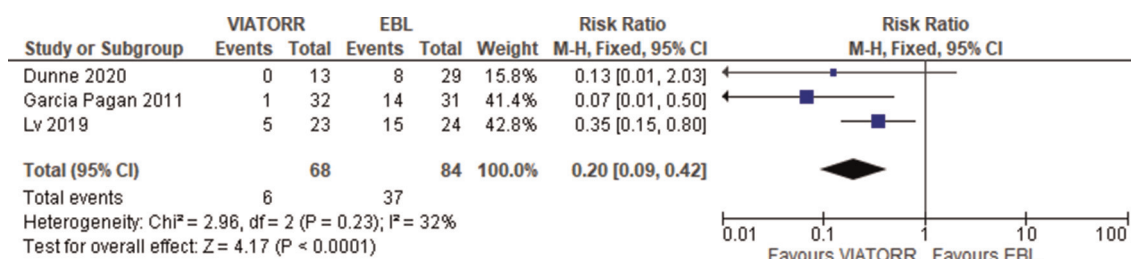 VIATORR EBL Risk Ratio Risk Ratio
Study or Subgroup Events Total Events Total Weight M-H, Fixed, 95% CI M-H, Fixed, 95% CI
Dunne 2020 0 13 8 29 15.8% 0.13 [0.01, 2.03]
Garcia Pagan 2011 1 32 14 31 41.4% 0.07 [0.01, 0.50]
Lv 2019 5 23 15 24 42.8% 0.35 [0.15, 0.80]
Total (95% CI) 68 84 100.0% 0.20 [0.09, 0.42]
Total events 6 37
Heterogeneity: Chi² = 2.96, df = 2 (P = 0.23); I² = 32%
Test for overall effect: Z = 4.17 (P < 0.0001)
0.01 0.1 1 10 100
Favours VIATORR Favours EBL